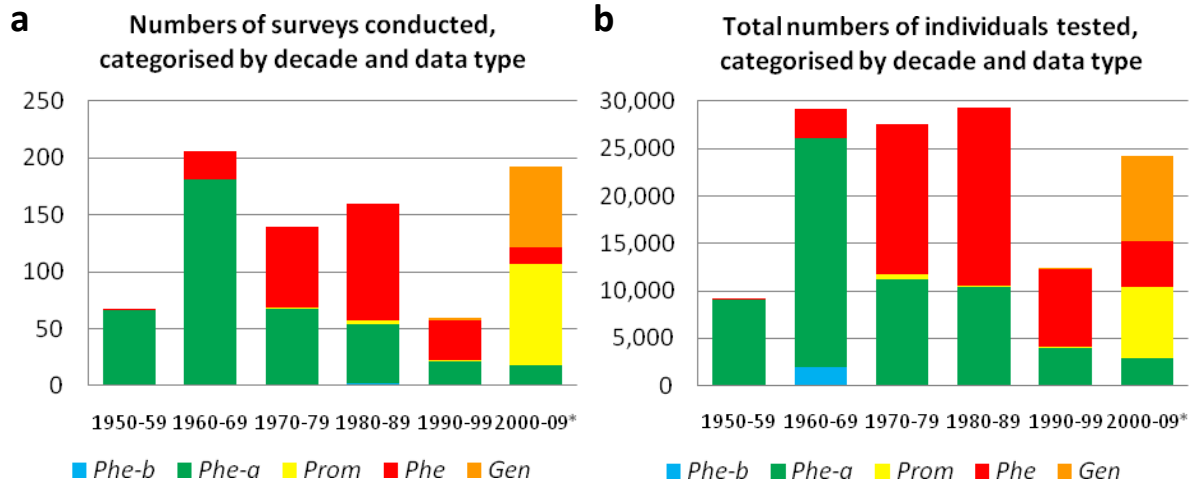 a
Numbers of surveys conducted,
categorised by decade and data type
250
200
150
100
50
0
1950-59 1960-69 1970-79 1980-89 1990-99 2000-09*
Phe-b Phe-a Prom Phe Gen
b
Total numbers of individuals tested,
categorised by decade and data type
30,000
25,000
20,000
15,000
10,000
5,000
0
1950-59 1960-69 1970-79 1980-89 1990-99 2000-09*
Phe-b Phe-a Prom Phe Gen